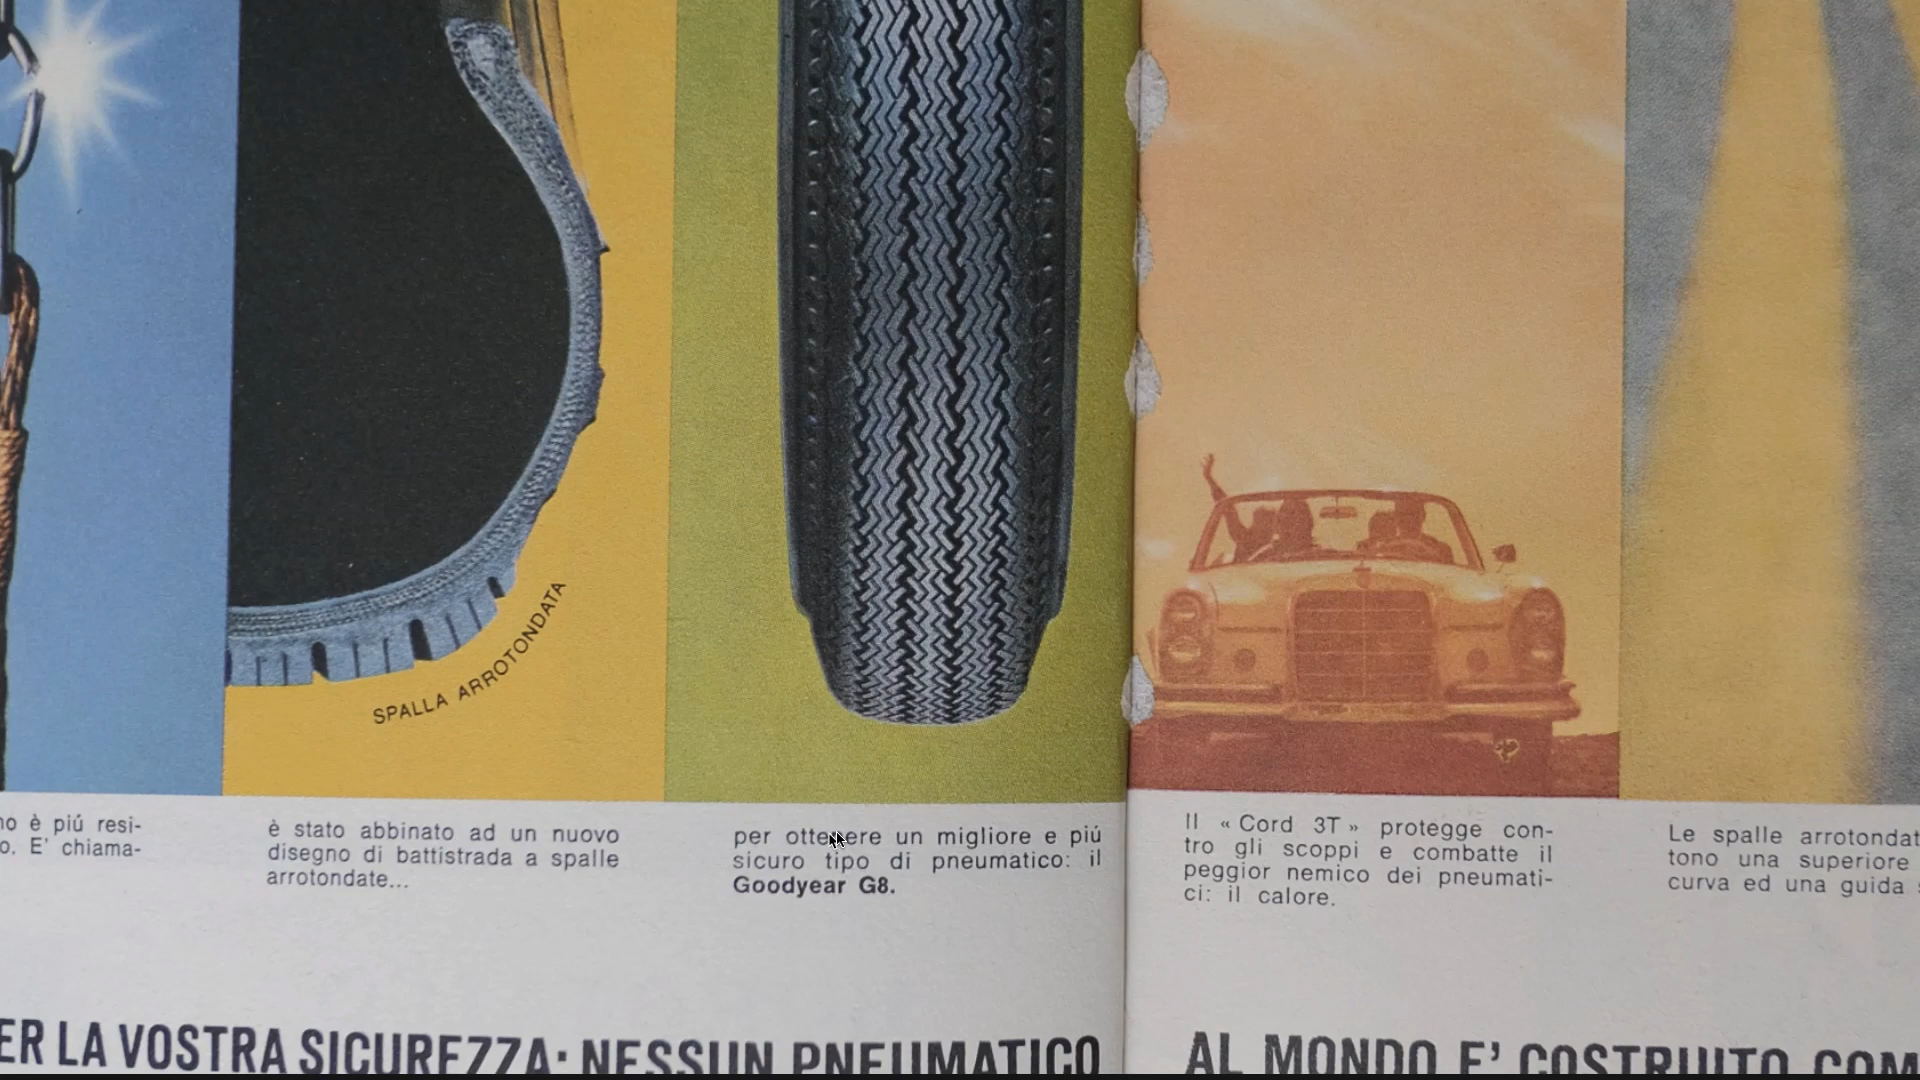 SPALLA ARROTONDATA
no è piú resi-
o. E' chiama-
è stato abbinato ad un nuovo
disegno di battistrada a spalle
arrotondate...
per ottenere un migliore e piú
sicuro tipo di pneumatico: il
Goodyear G8.
Il « Cord 3T » protegge con-
tro gli scoppi e combatte il
peggior nemico dei pneumati-
ci: il calore.
Le spalle arrotondat
tono una superiore
curva ed una guida
ER LA VOSTRA SICUREZZA: NESSUN PNEUMATICO
AL MONDO E' COSTRUITO COM